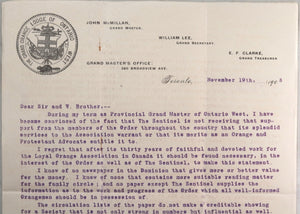 THE GRAND ORANGE LODGE OF ONTARIO WEST
JOHN McMILLAN,
GRAND MASTER.
WILLIAM LEE,
GRAND SECRETARY.
E. F. CLARKE,
GRAND TREASURER
GRAND MASTER'S OFFICE:
BROADVIEW AVE.
Toronto, November 19th, 190
Dear Sir and W. Brother,--
During my term as Provincial Grand Master of Ontario West, I have
become convinced of the fact that The Sentinel is not receiving that sup-
port from the members of the Order throughout the country that its splendid
services to the Association warrant or that its merits as an Orange and
Protestant advocate entitle it to.
I regret that after its thirty years of faithful and devoted work for
the Loyal Orange Association in Canada it should be found necessary, in the
interest of the Order as well as of The Sentinel, to make this statement.
I know of no newspaper in the Dominion that gives more or better value
for the money. I know of none that contains more suitable reading matter
for the family circle; and no paper except The Sentinel supplies the
information as to the work and progress of the Order which all well-informed
Orangemen should be in possession of.
The circulation lists of the paper do not make a creditable showing
for a Society that is not only strong in numbers but influential as well.